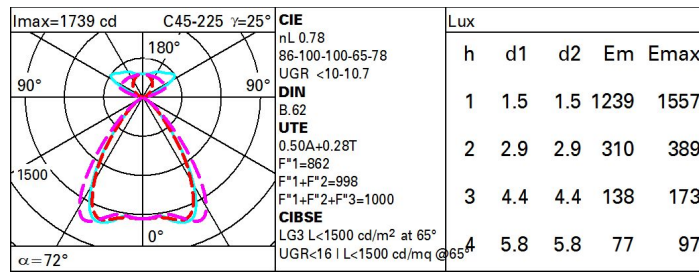 Imax=1739 cd C45-225 γ=25°
180°
90° 90°
1500
0°
α=72°
CIE
nL 0.78
86-100-100-65-78
UGR <10-10.7
DIN
B.62
UTE
0.50A+0.28T
F"1=862
F"1+F"2=998
F"1+F"2+F"3=1000
CIBSE
LG3 L<1500 cd/m² at 65°
UGR<16 | L<1500 cd/mq @65°
Lux
h d1 d2 Em Emax
1 1.5 1.5 1239 1557
2 2.9 2.9 310 389
3 4.4 4.4 138 173
4 5.8 5.8 77 97